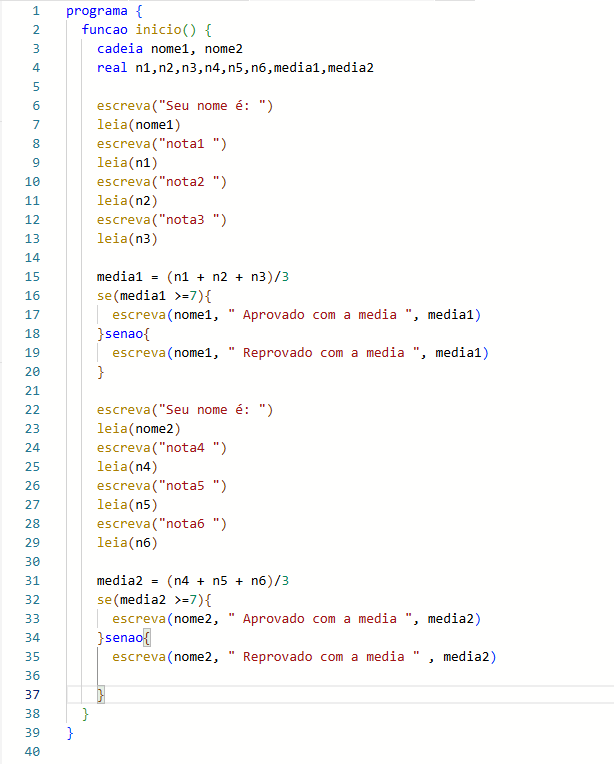 1 programa {
2   funcao inicio() {
3     cadeia nome1, nome2
4     real n1,n2,n3,n4,n5,n6,media1,media2
5
6     escreva("Seu nome é: ")
7     leia(nome1)
8     escreva("nota1 ")
9     leia(n1)
10     escreva("nota2 ")
11     leia(n2)
12     escreva("nota3 ")
13     leia(n3)
14
15     media1 = (n1 + n2 + n3)/3
16     se(media1 >=7){
17       escreva(nome1, " Aprovado com a media ", media1)
18     }senao{
19       escreva(nome1, " Reprovado com a media ", media1)
20     }
21
22     escreva("Seu nome é: ")
23     leia(nome2)
24     escreva("nota4 ")
25     leia(n4)
26     escreva("nota5 ")
27     leia(n5)
28     escreva("nota6 ")
29     leia(n6)
30
31     media2 = (n4 + n5 + n6)/3
32     se(media2 >=7){
33       escreva(nome2, " Aprovado com a media ", media2)
34     }senao{
35       escreva(nome2, " Reprovado com a media " , media2)
36
37     }
38   }
39 }
40